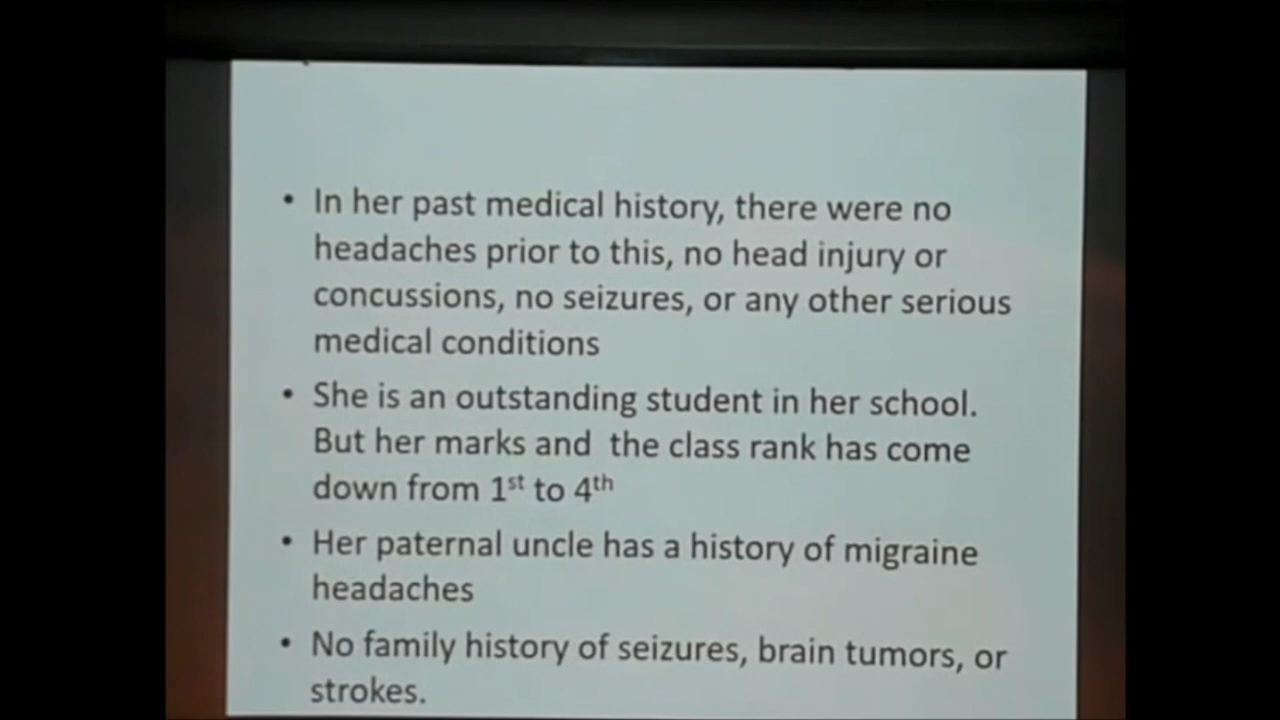 • In her past medical history, there were no
headaches prior to this, no head injury or
concussions, no seizures, or any other serious
medical conditions
• She is an outstanding student in her school.
But her marks and  the class rank has come
down from 1st to 4th
• Her paternal uncle has a history of migraine
headaches
• No family history of seizures, brain tumors, or
strokes.